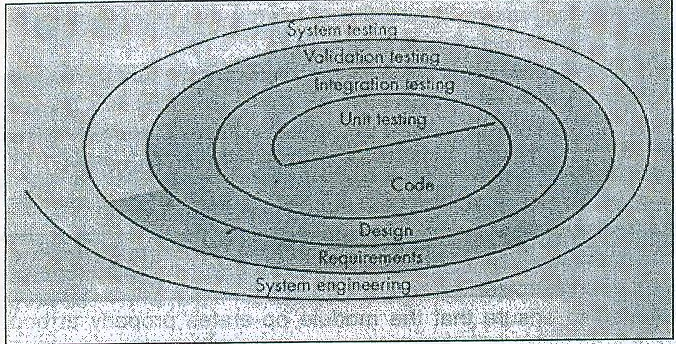 System testing
Validation testing
Integration testing
Unit testing
Code
Design
Requirements
System engineering